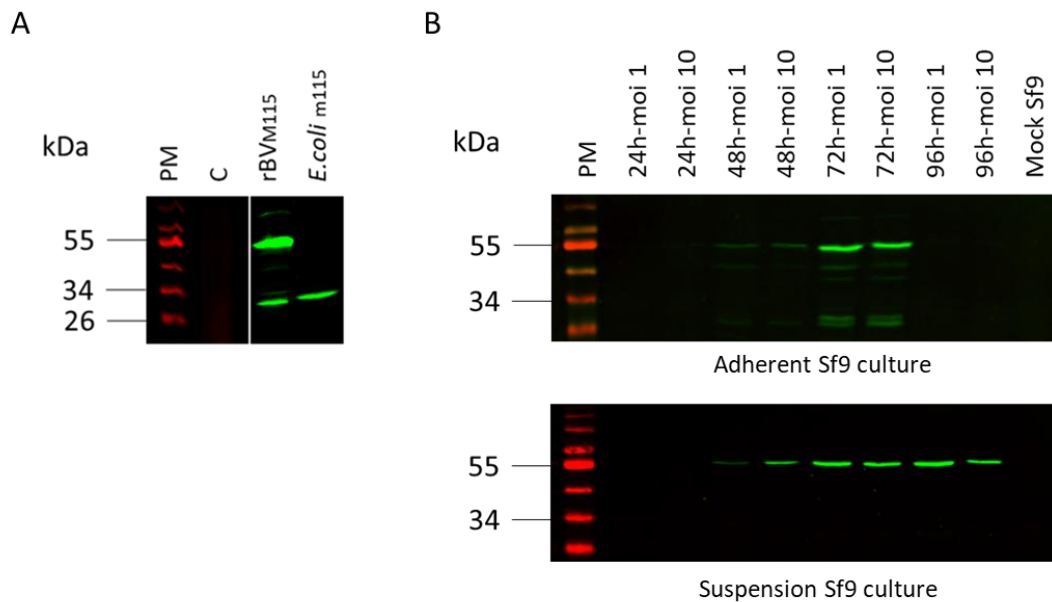 A
kDa
PM
C
rBVM115
E.coli m115
55
34
26
B
kDa
PM
24h-moi 1
24h-moi 10
48h-moi 1
48h-moi 10
72h-moi 1
72h-moi 10
96h-moi 1
96h-moi 10
Mock Sf9
55
34
Adherent Sf9 culture
55
34
Suspension Sf9 culture